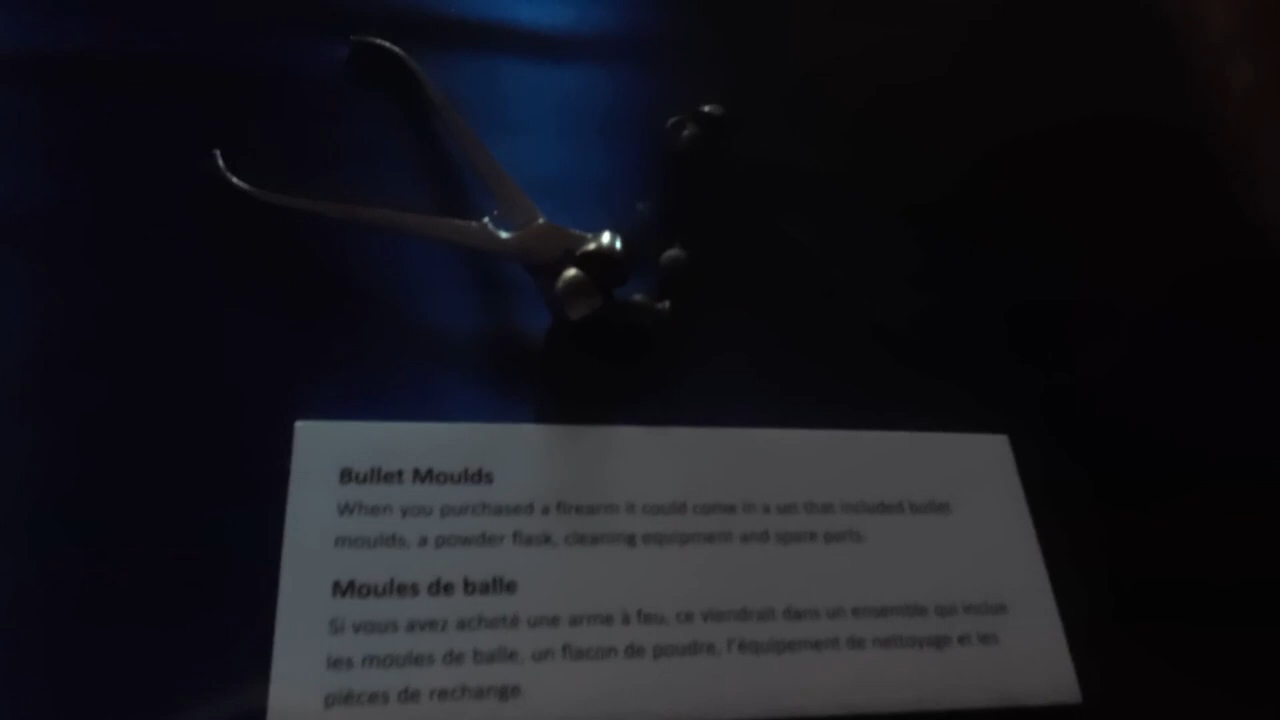 Bullet Moulds
When you purchased a firearm it could come in a set that included bullet
moulds, a powder flask, cleaning equipment and spare parts.
Moules de balle
Si vous avez acheté une arme à feu, ce viendrait dans un ensemble qui inclus
les moules de balle, un flacon de poudre, l'équipement de nettoyage et les
pièces de rechange